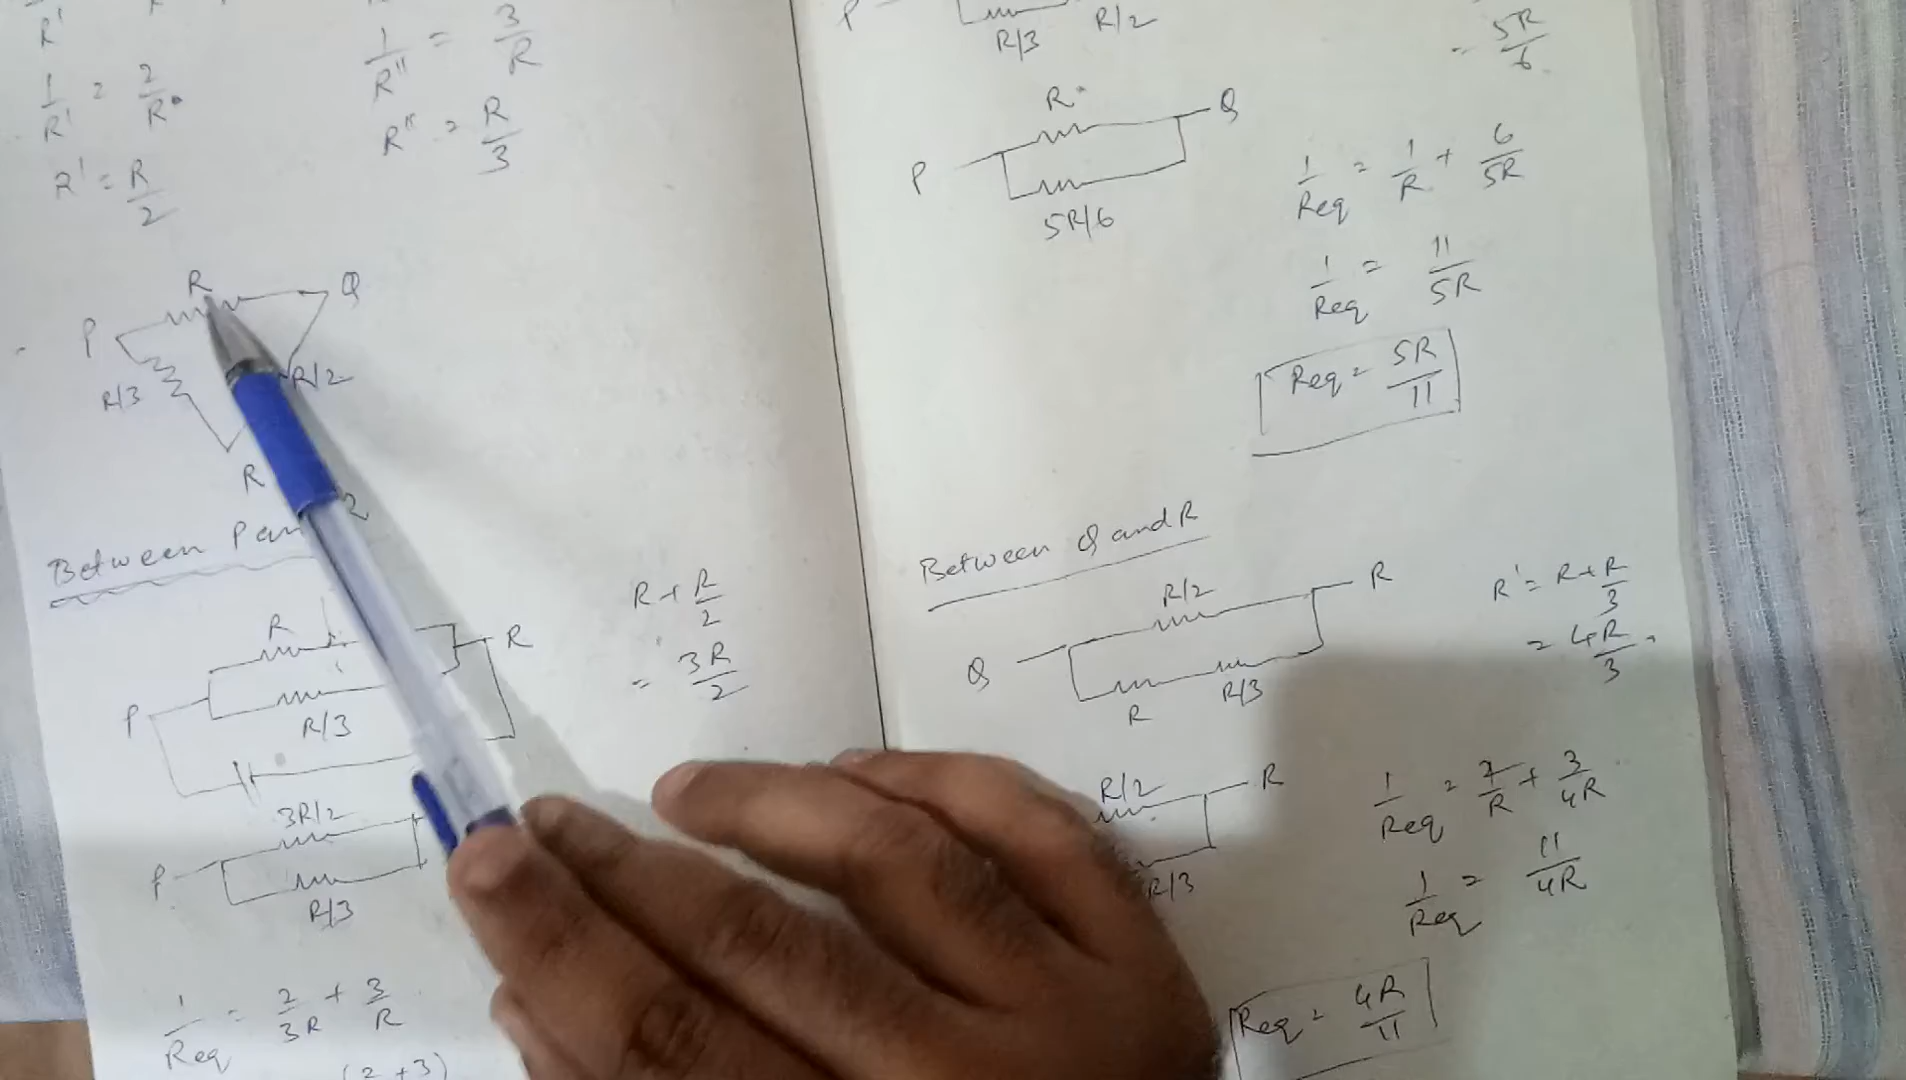 R'
1/R' = 2/R
R' = R/2
1/R'' = 3/R
R'' = R/3
R
P
Q
R/3
R/2
R
Between P
R
R
P
R/3
R + R/2
= 3R/2
3R/2
P
R/3
1/Req = 2/3R + 3/R
(2+3)
P
R/3 R/2
= 5R/6
R
Q
P
5R/6
1/Req = 1/R + 6/5R
1/Req = 11/5R
Req = 5R/11
Between Q and R
R/2
R
Q
R/3
R
R' = R + R/3
= 4R/3
R/2
R
R/3
1/Req = 2/R + 3/4R
1/Req = 11/4R
Req = 4R/11